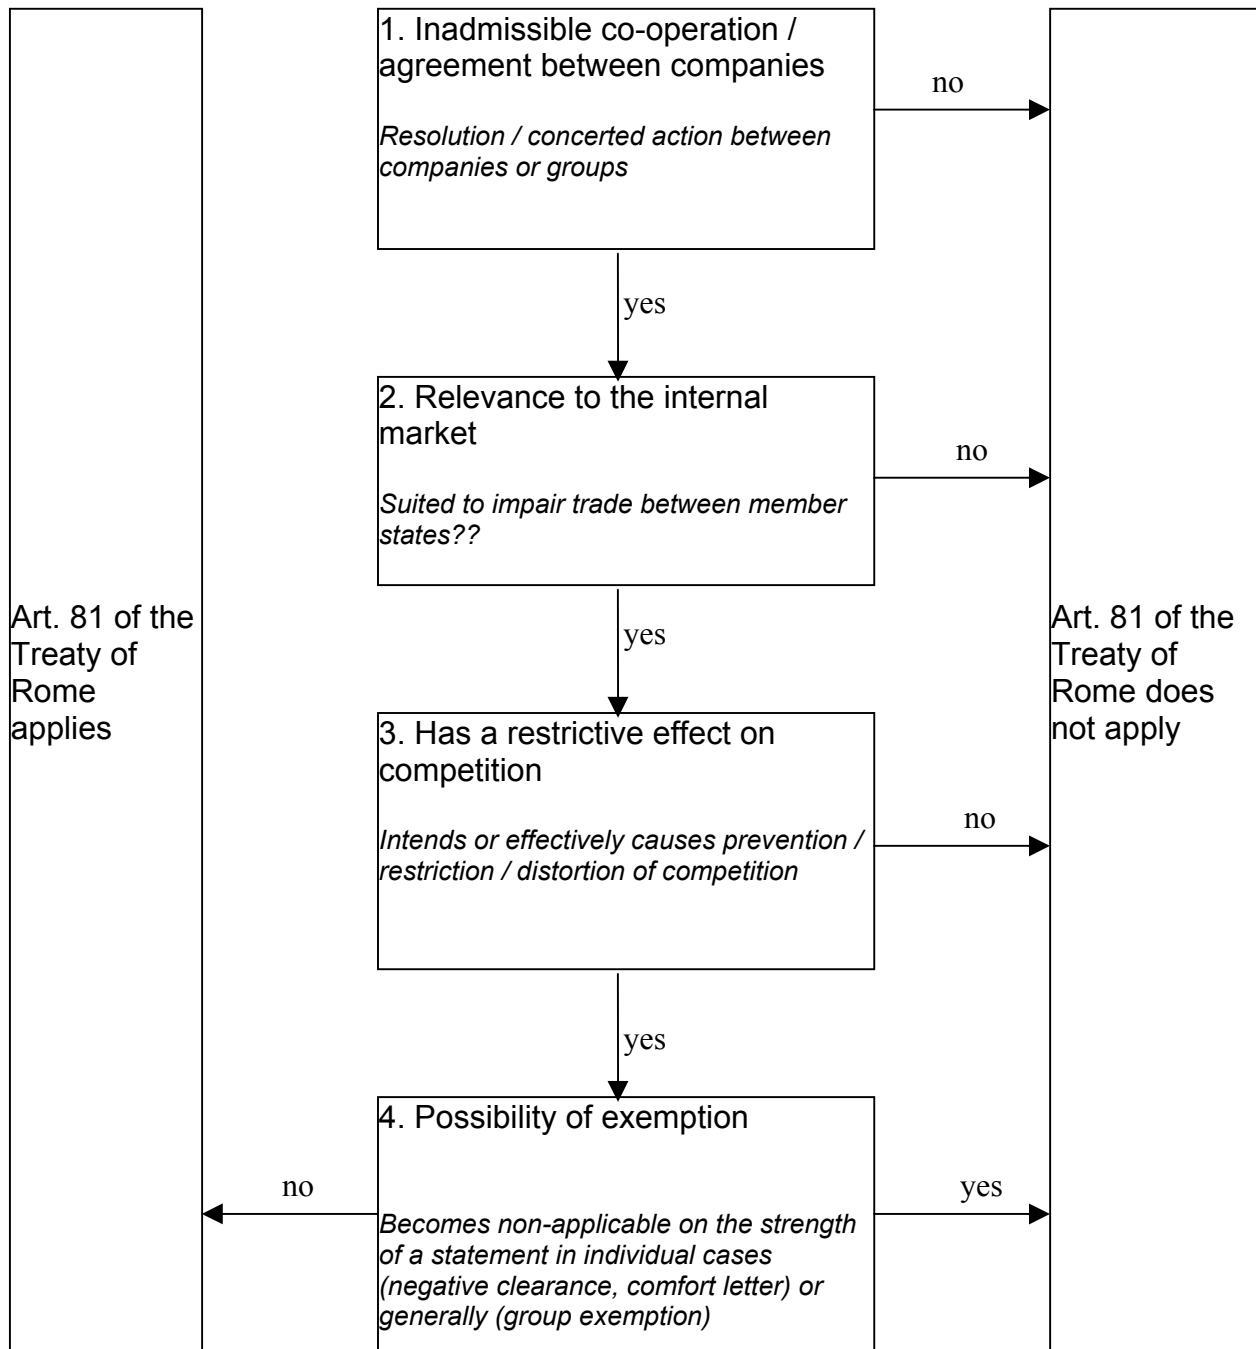 1. Inadmissible co-operation /
agreement between companies
Resolution / concerted action between
companies or groups
no
yes
2. Relevance to the internal
market
Suited to impair trade between member
states??
no
yes
Art. 81 of the
Treaty of
Rome
applies
3. Has a restrictive effect on
competition
Intends or effectively causes prevention /
restriction / distortion of competition
no
Art. 81 of the
Treaty of
Rome does
not apply
yes
4. Possibility of exemption
Becomes non-applicable on the strength
of a statement in individual cases
(negative clearance, comfort letter) or
generally (group exemption)
no
yes